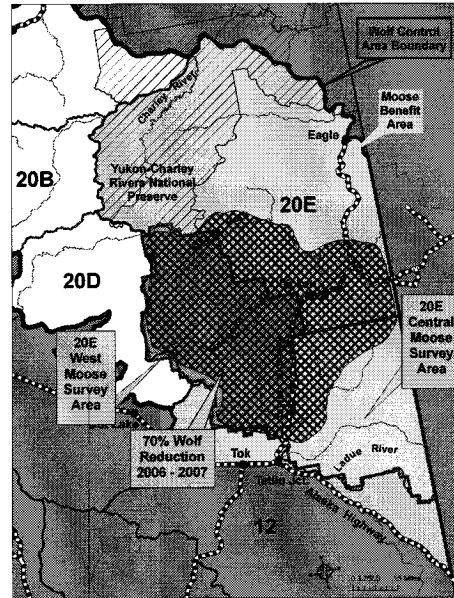 Wolf Control
Area Boundary
Charley River
Moose
Benefit
Area
Eagle
Yukon-Charley
Rivers National
Preserve
20B
20E
20D
20E
West
Moose
Survey
Area
20E
Central
Moose
Survey
Area
70% Wolf
Reduction
2006 - 2007
Tok
Ladue River
Tetlin Jct.
Alaska Highway
12